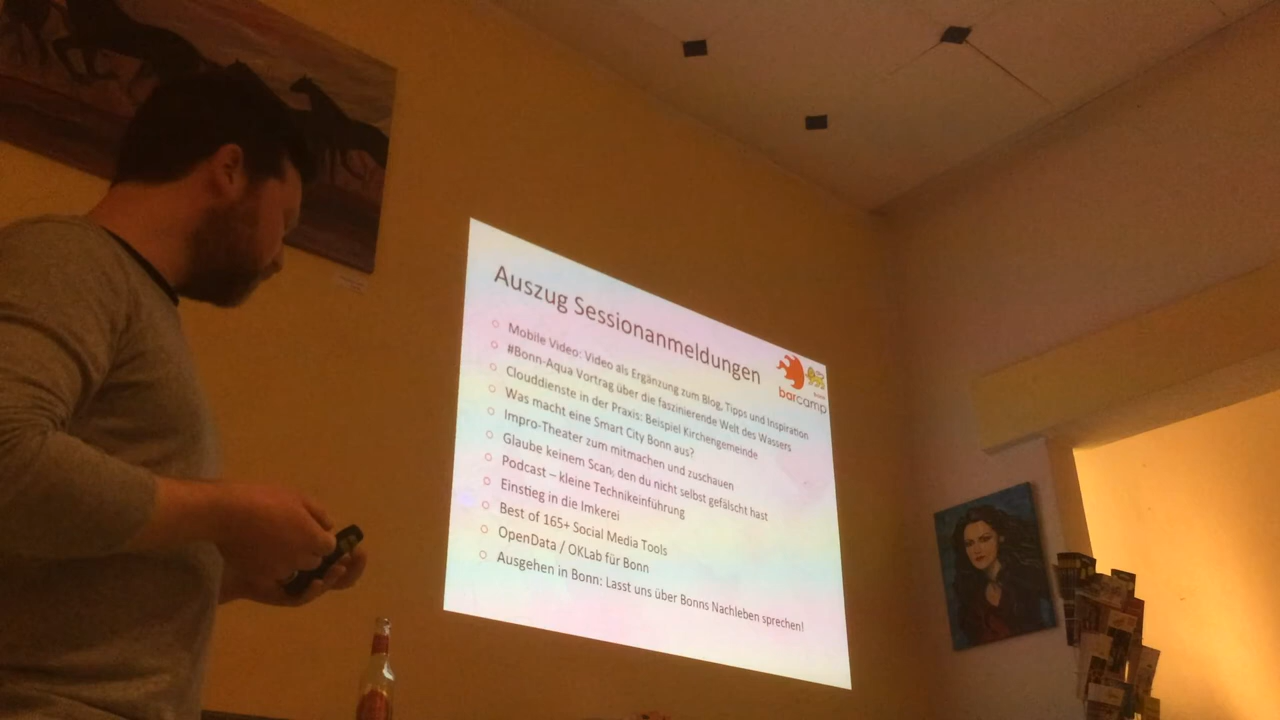 Auszug Sessionanmeldungen
barcamp
Mobile Video: Video als Ergänzung zum Blog, Tipps und Inspiration
#Bonn-Aqua Vortrag über die faszinierende Welt des Wassers
Clouddienste in der Praxis: Beispiel Kirchengemeinde
Was macht eine Smart City Bonn aus?
Impro-Theater zum mitmachen und zuschauen
Glaube keinem Scan, den du nicht selbst gefälscht hast
Podcast – kleine Technikeinführung
Einstieg in die Imkerei
Best of 165+ Social Media Tools
OpenData / OKLab für Bonn
Ausgehen in Bonn: Lasst uns über Bonns Nachleben sprechen!